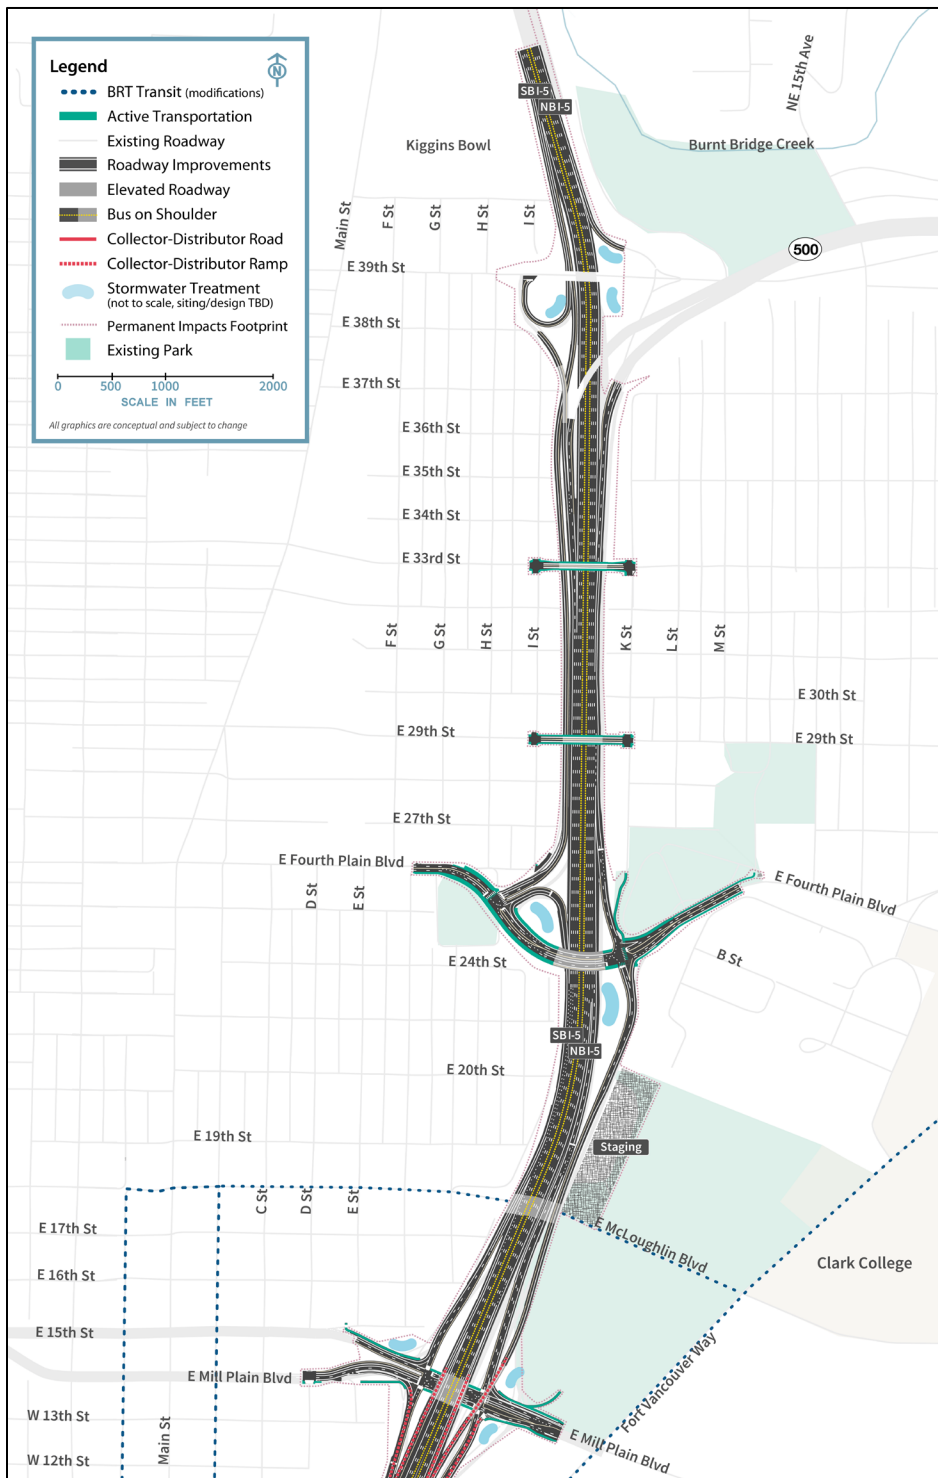 Legend
N
BRT Transit (modifications)
Active Transportation
Existing Roadway
Roadway Improvements
Elevated Roadway
Bus on Shoulder
Collector-Distributor Road
Collector-Distributor Ramp
Stormwater Treatment
(not to scale, siting/design TBD)
Permanent Impacts Footprint
Existing Park
0 500 1000 2000
SCALE IN FEET
All graphics are conceptual and subject to change
SB I-5
NB I-5
NE 15th Ave
Kiggins Bowl
Burnt Bridge Creek
Main St
F St
G St
H St
I St
500
E 39th St
E 38th St
E 37th St
E 36th St
E 35th St
E 34th St
E 33rd St
F St
G St
H St
I St
K St
L St
M St
E 30th St
E 29th St
E 29th St
E 27th St
E Fourth Plain Blvd
E Fourth Plain Blvd
D St
E St
E 24th St
B St
SB I-5
NB I-5
E 20th St
E 19th St
Staging
C St
D St
E St
E 17th St
E McLoughlin Blvd
Clark College
E 16th St
E 15th St
E Mill Plain Blvd
Fort Vancouver Way
W 13th St
Main St
E Mill Plain Blvd
W 12th St